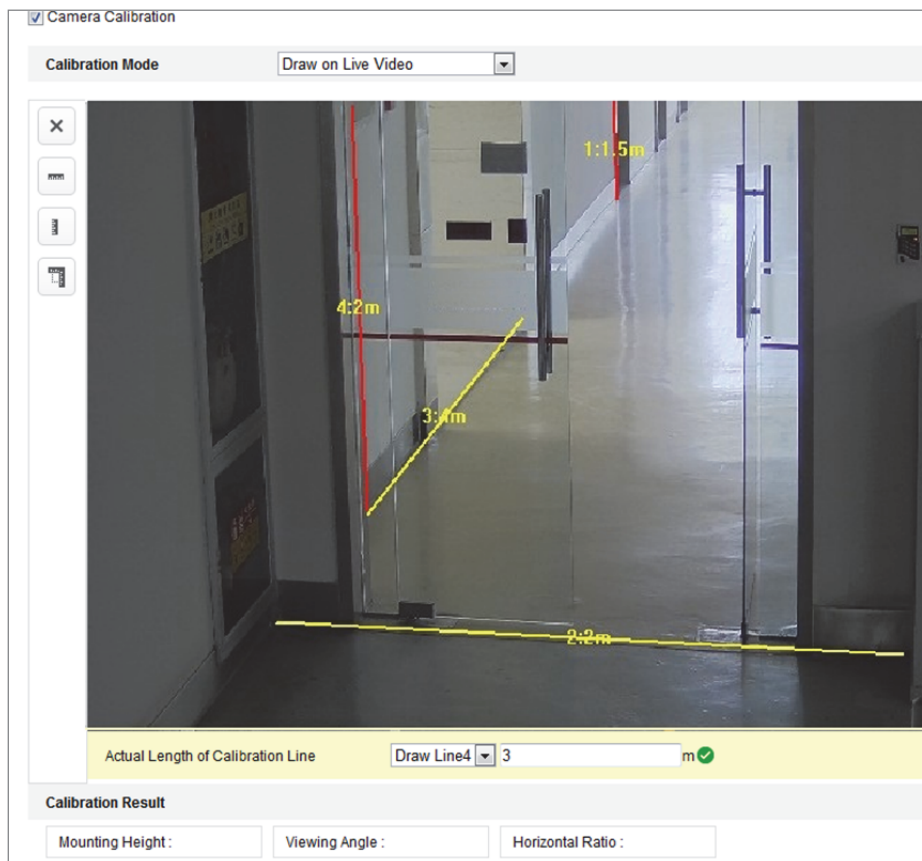 Camera Calibration
Calibration Mode
Draw on Live Video
1:1.5m
4:2m
3:4m
2:2m
Actual Length of Calibration Line
Draw Line4
3
m
Calibration Result
Mounting Height :
Viewing Angle :
Horizontal Ratio :